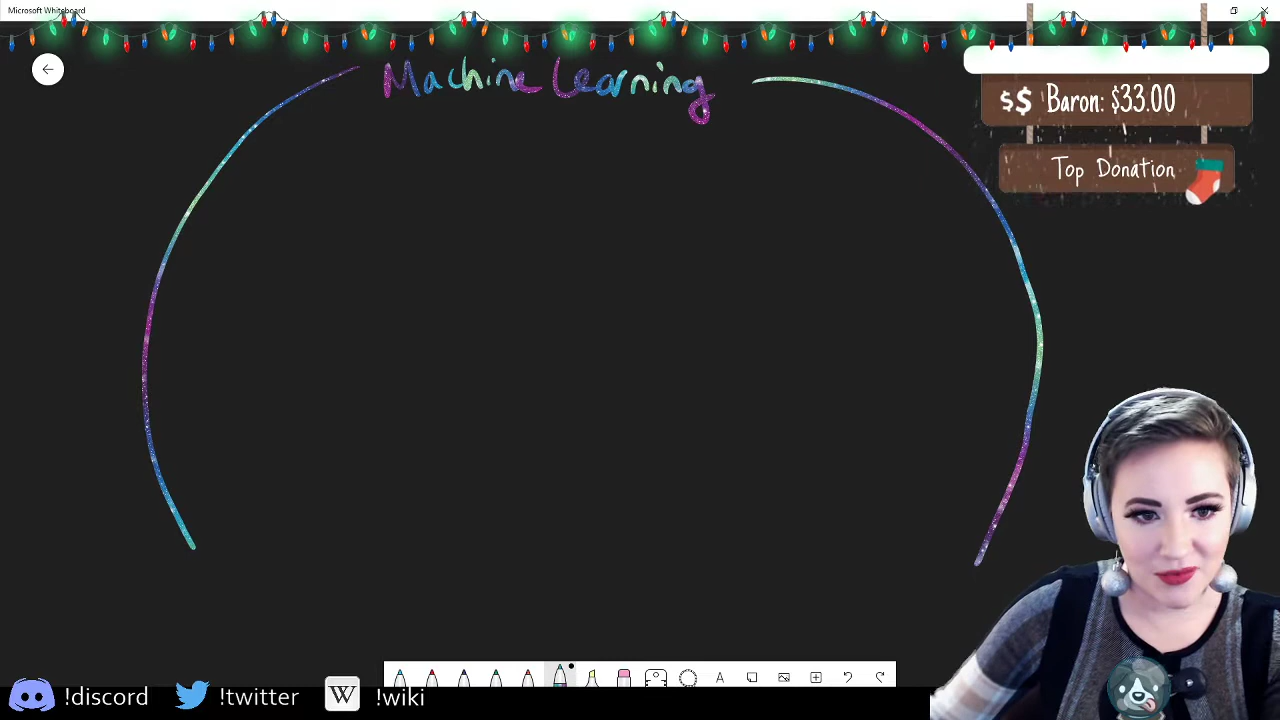 Microsoft Whiteboard
Machine Learning
$$ Baron: $33.00
Top Donation
A
!discord
!twitter
W !wiki